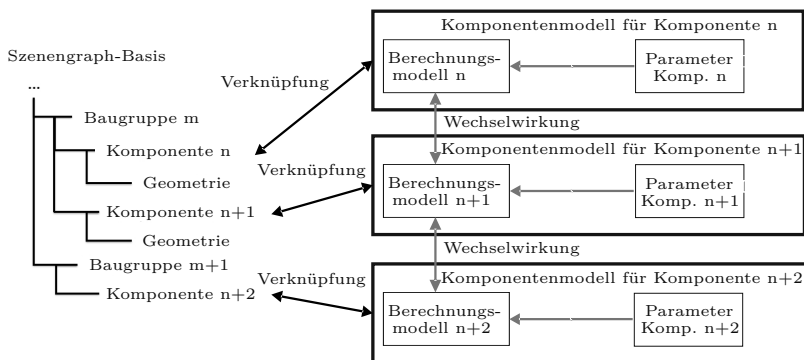 Szenengraph-Basis
...
Baugruppe m
Komponente n
Geometrie
Komponente n+1
Geometrie
Baugruppe m+1
Komponente n+2
Verknüpfung
Verknüpfung
Verknüpfung
Komponentenmodell für Komponente n
Berechnungs-
modell n
Parameter
Komp. n
Wechselwirkung
Komponentenmodell für Komponente n+1
Berechnungs-
modell n+1
Parameter
Komp. n+1
Wechselwirkung
Komponentenmodell für Komponente n+2
Berechnungs-
modell n+2
Parameter
Komp. n+2